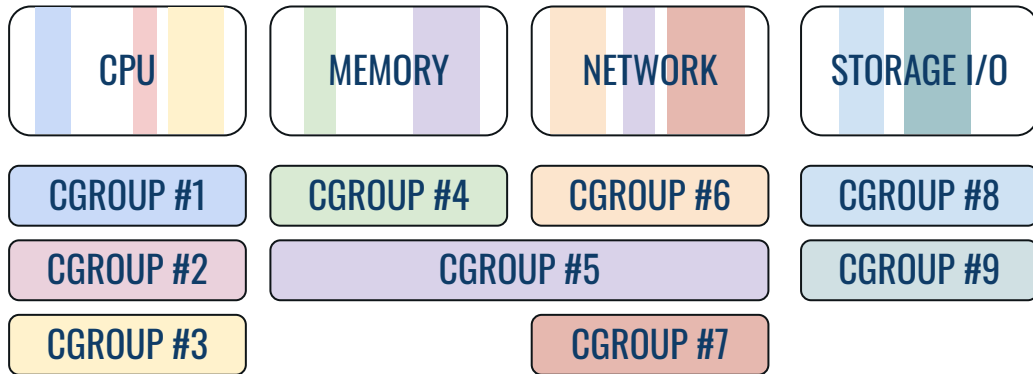 CPU
MEMORY
NETWORK
STORAGE I/O
CGROUP #1
CGROUP #4
CGROUP #6
CGROUP #8
CGROUP #2
CGROUP #5
CGROUP #9
CGROUP #3
CGROUP #7